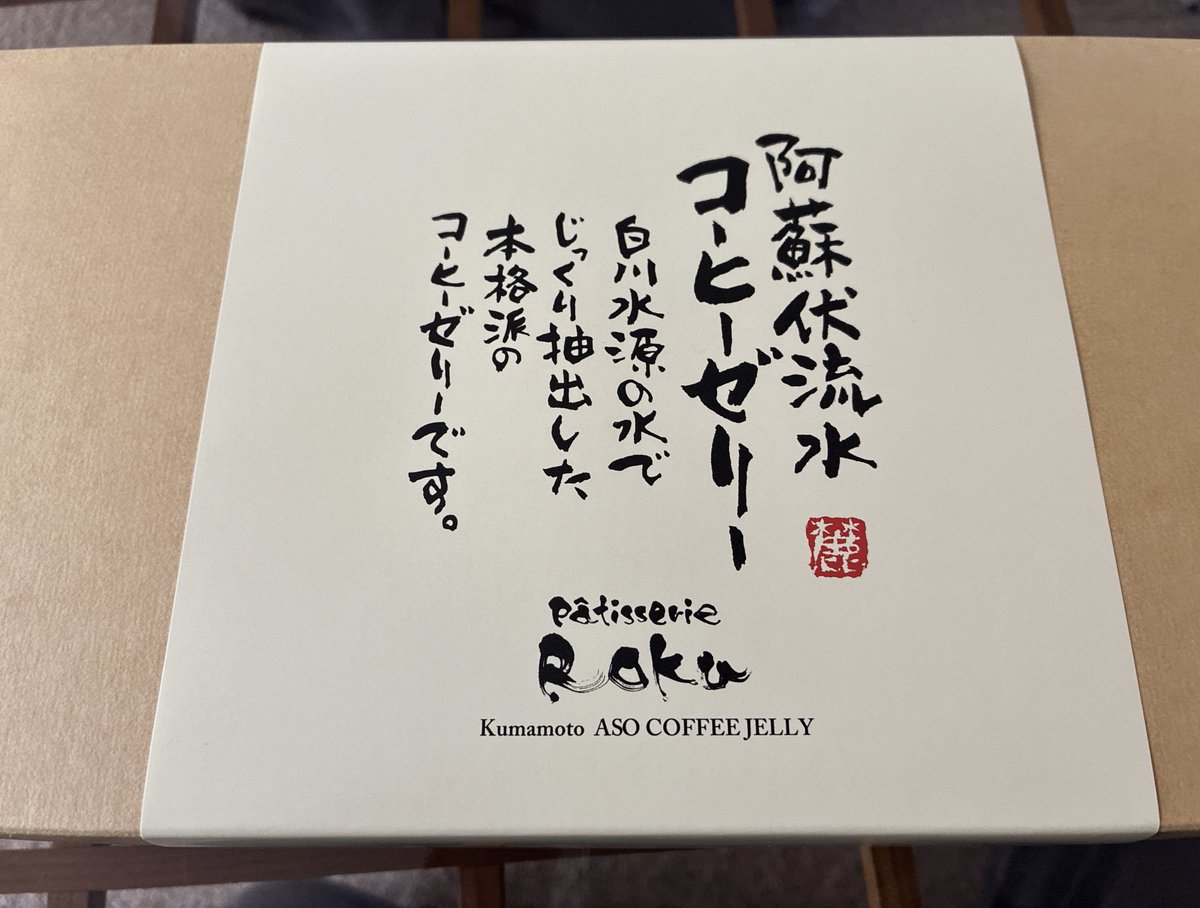 阿蘇伏流水
コーヒーゼリー
白川水源の水で
じっくり抽出した
本格派の
コーヒーゼリーです。
麓
pâtisserie
Roku
Kumamoto ASO COFFEE JELLY